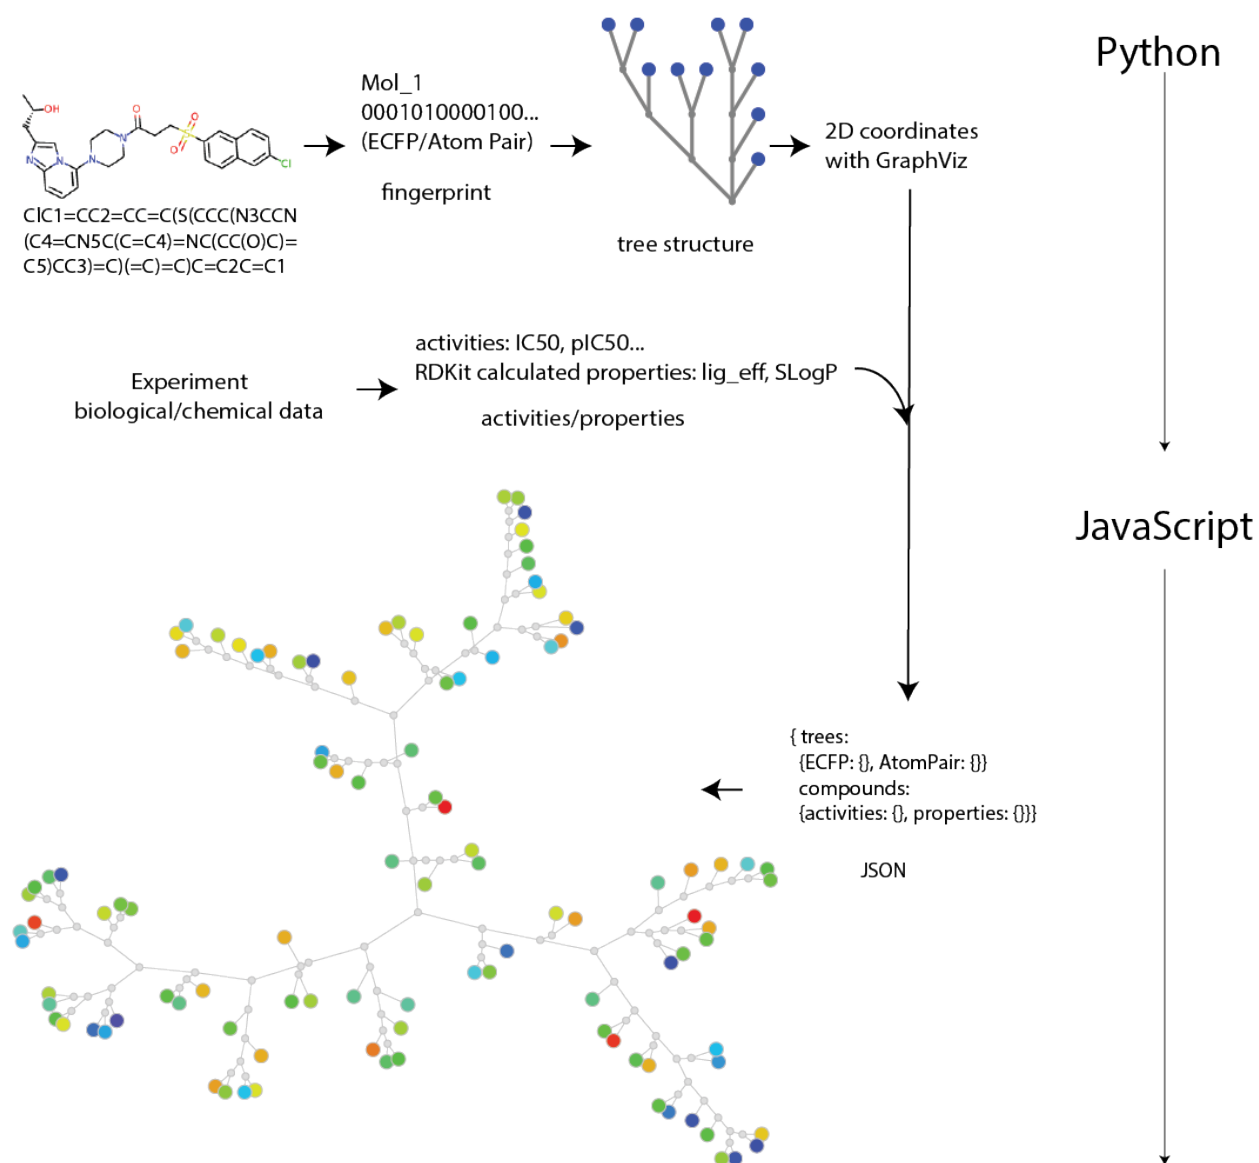 Python
OH
N
N
N
N
O
O
S
O
Cl
ClC1=CC2=CC=C(S(CCC(N3CCN
(C4=CN5C(C=C4)=NC(CC(O)C)=
C5)CC3)=C)(=C)=C)C=C2C=C1
Mol_1
0001010000100...
(ECFP/Atom Pair)
fingerprint
tree structure
2D coordinates
with GraphViz
Experiment
biological/chemical data
activities: IC50, pIC50...
RDKit calculated properties: lig_eff, SLogP
activities/properties
JavaScript
{ trees:
{ECFP: {}, AtomPair: {}}
compounds:
{activities: {}, properties: {}}}
JSON